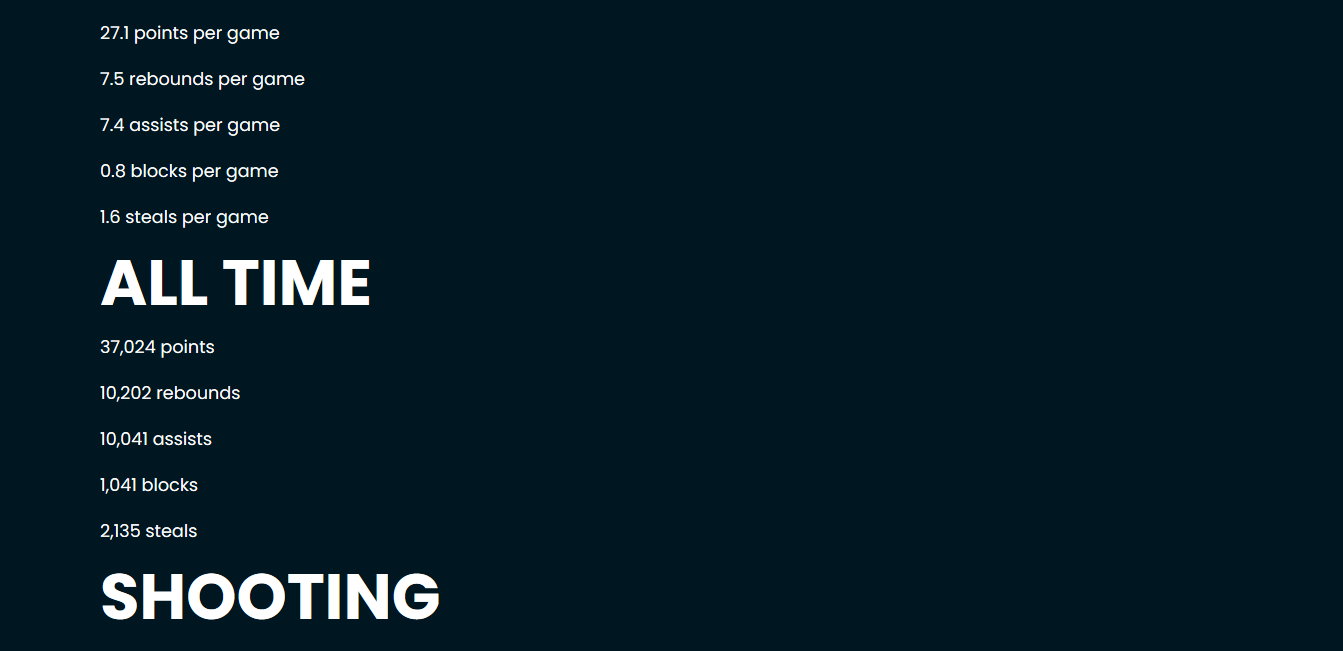 27.1 points per game
7.5 rebounds per game
7.4 assists per game
0.8 blocks per game
1.6 steals per game
ALL TIME
37,024 points
10,202 rebounds
10,041 assists
1,041 blocks
2,135 steals
SHOOTING